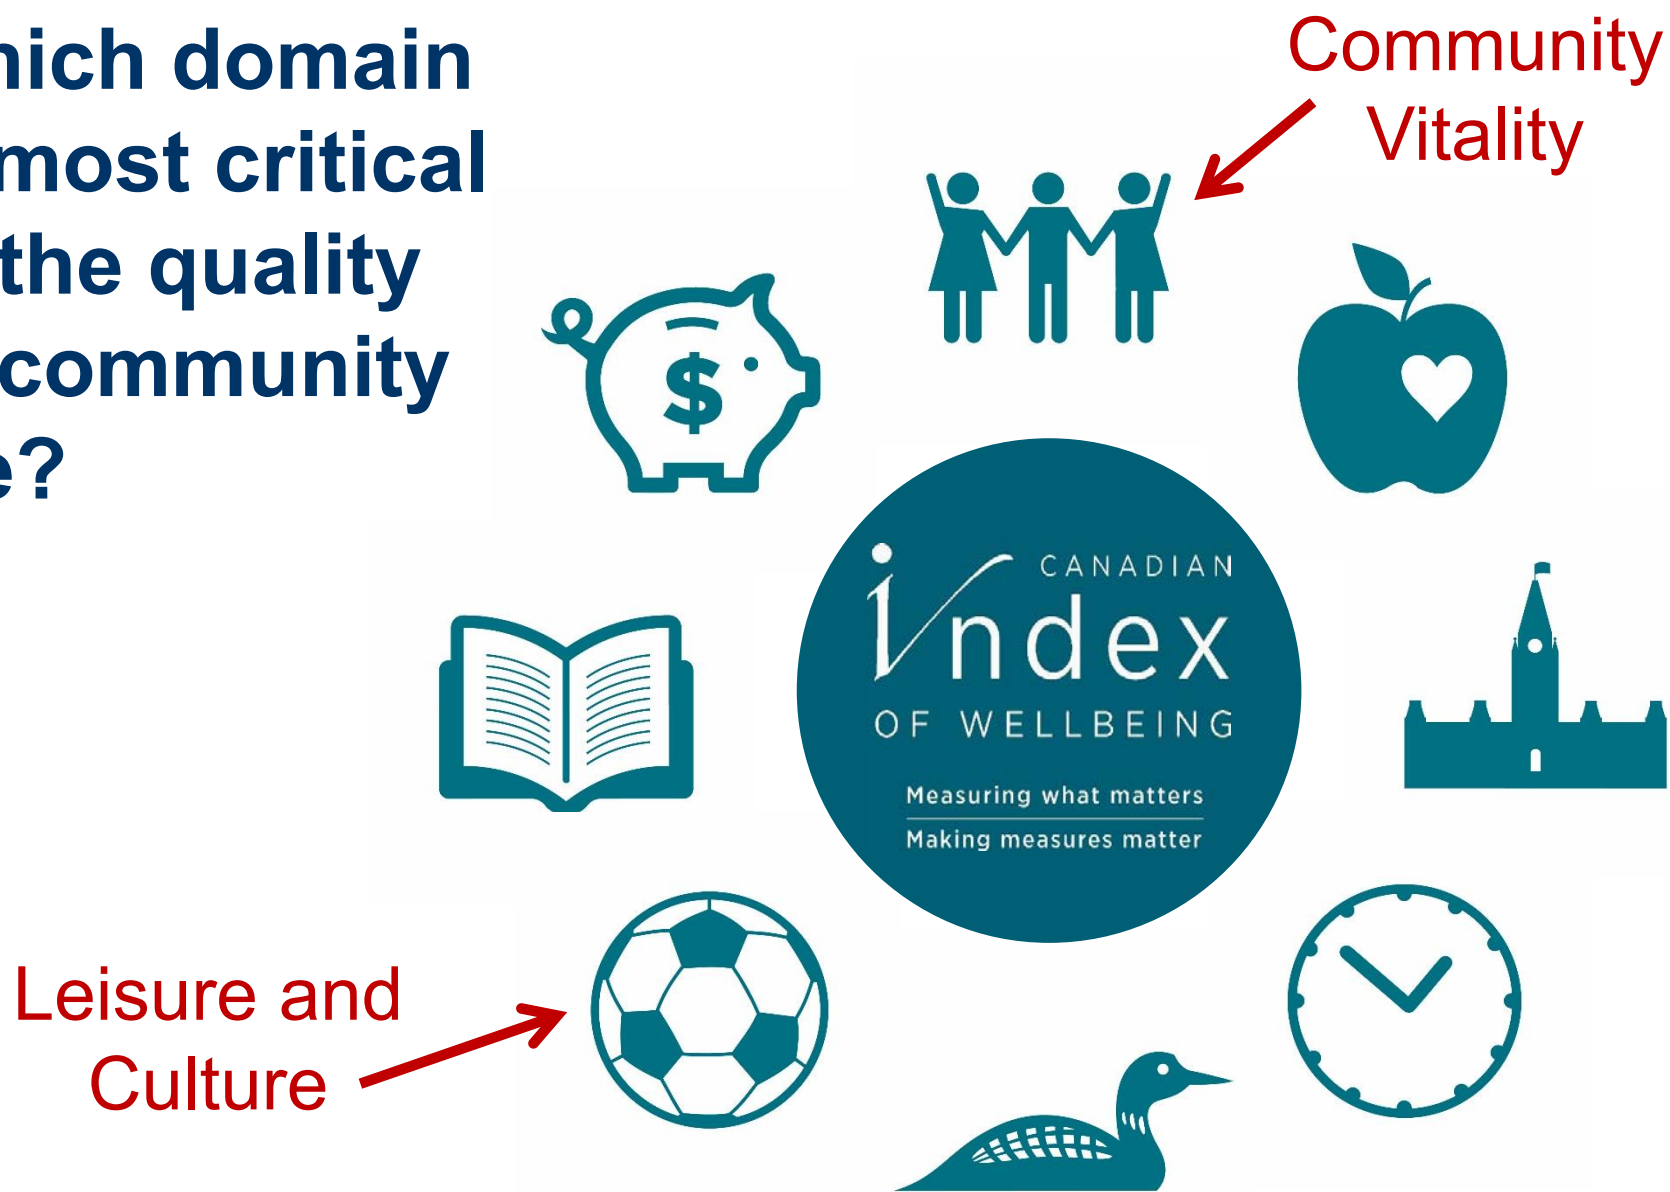 hich domain
most critical
the quality
community
e?
Community
Vitality
$
CANADIAN
index
OF WELLBEING
Measuring what matters
Making measures matter
Leisure and
Culture